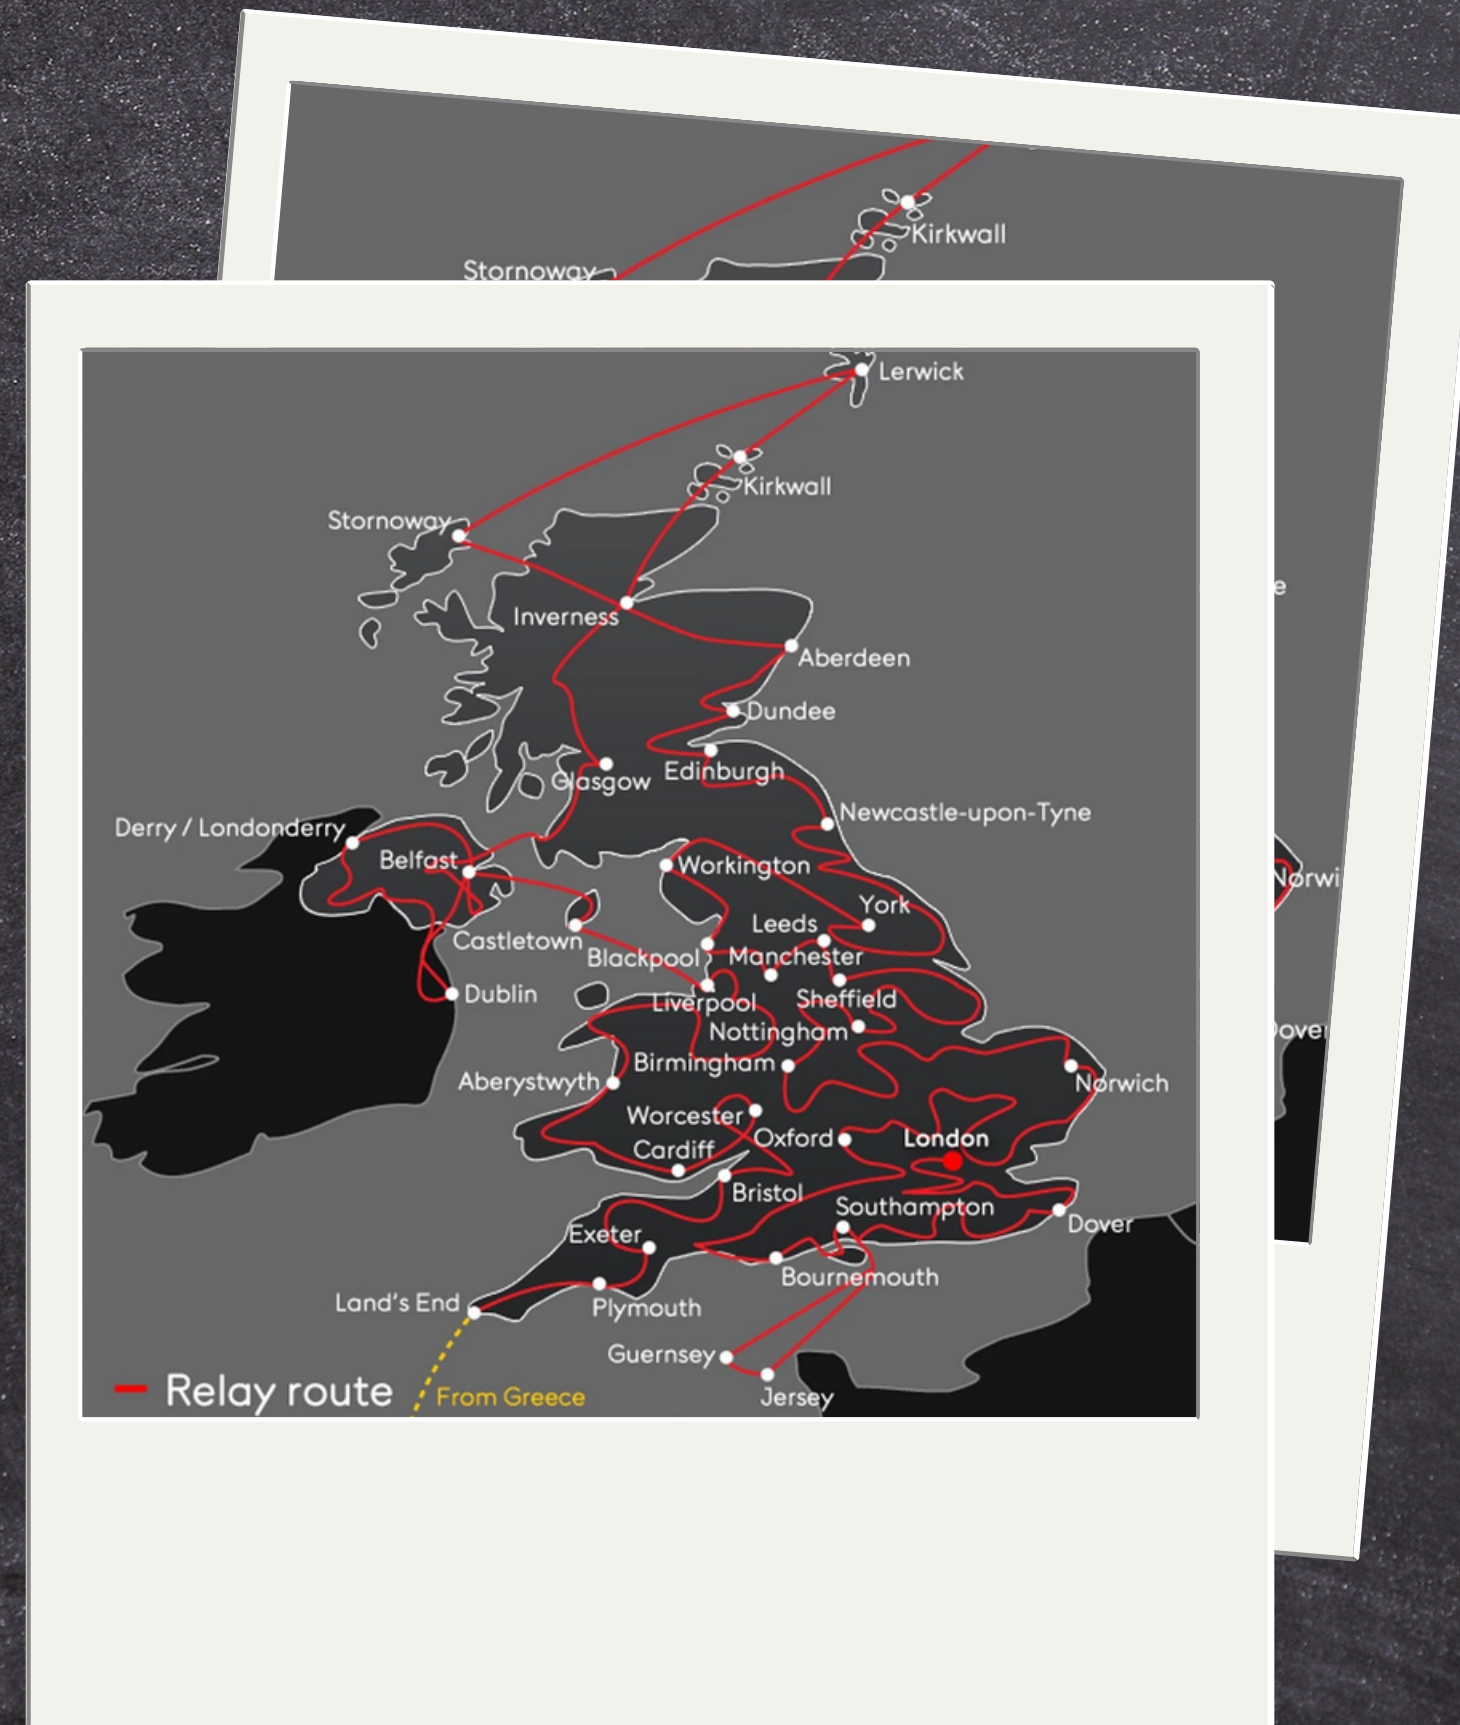 Kirkwall
Stornoway
Lerwick
Kirkwall
Stornoway
Inverness
Aberdeen
Dundee
Edinburgh
Glasgow
Newcastle-upon-Tyne
Derry / Londonderry
Belfast
Workington
York
Leeds
Castletown
Blackpool
Manchester
Dublin
Liverpool
Sheffield
Nottingham
Birmingham
Aberystwyth
Norwich
Worcester
Oxford
London
Cardiff
Bristol
Southampton
Dover
Exeter
Bournemouth
Land's End
Plymouth
Guernsey
Relay route
From Greece
Jersey
e
Norwi
Dover